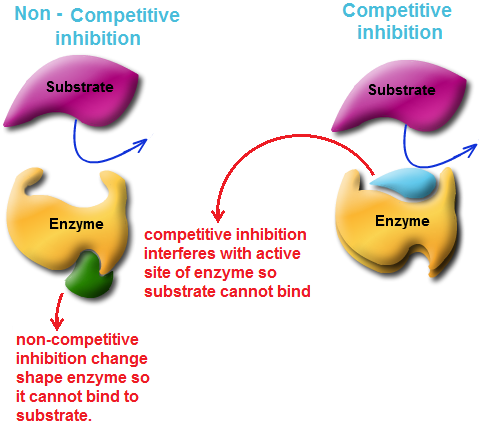 Non - Competitive
inhibition
Substrate
Enzyme
non-competitive
inhibition change
shape enzyme so
it cannot bind to
substrate.
Competitive
inhibition
Substrate
Enzyme
competitive inhibition
interferes with active
site of enzyme so
substrate cannot bind